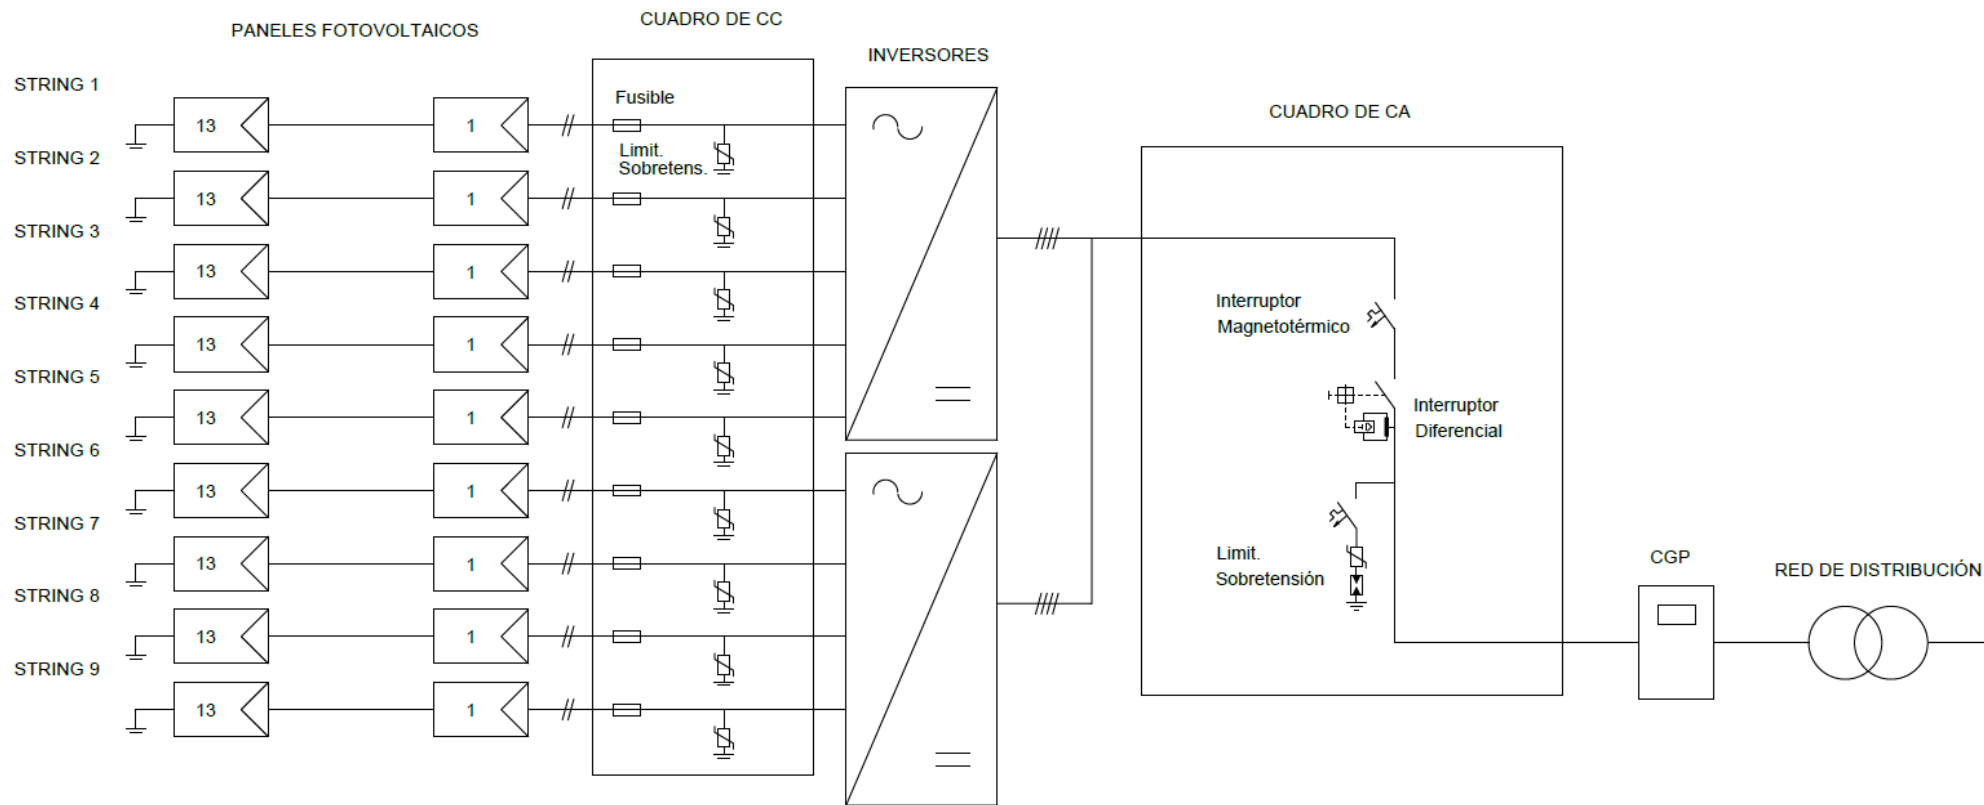 PANELES FOTOVOLTAICOS
CUADRO DE CC
INVERSORES
CUADRO DE CA
STRING 1
13
1
Fusible
Limit.
Sobretens.
STRING 2
13
1
STRING 3
13
1
STRING 4
13
1
STRING 5
13
1
STRING 6
13
1
STRING 7
13
1
STRING 8
13
1
STRING 9
13
1
Interruptor
Magnetotérmico
Interruptor
Diferencial
Limit.
Sobretensión
CGP
RED DE DISTRIBUCIÓN